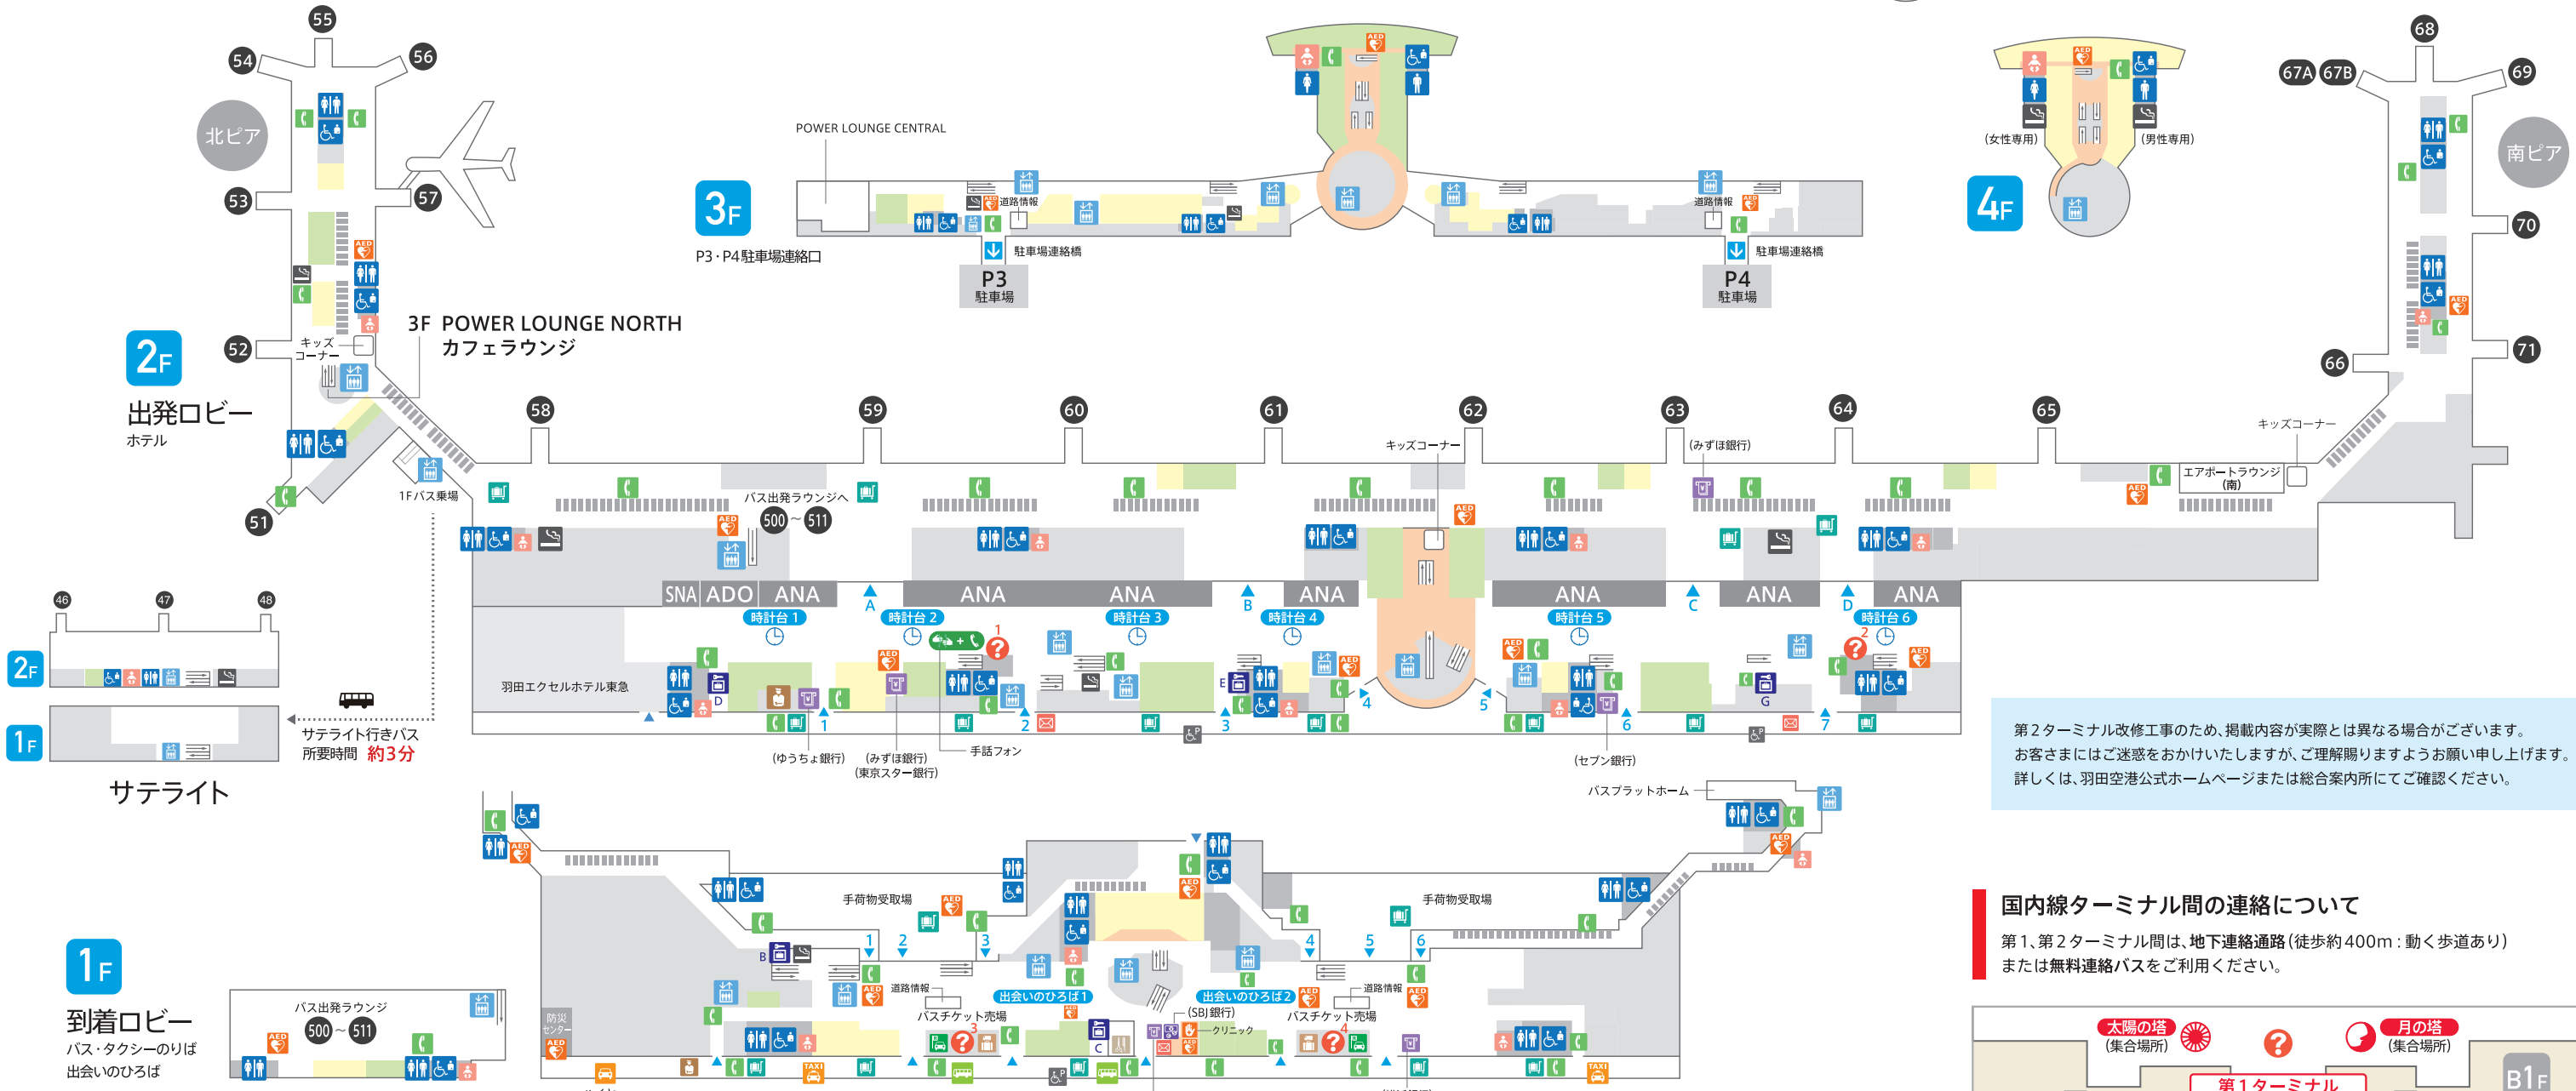 55
54
56
北ピア
53
57
52
キッズ
コーナー
3F POWER LOUNGE NORTH
カフェラウンジ
2F
出発ロビー
ホテル
51
1Fバス乗場
POWER LOUNGE CENTRAL
3F
P3・P4駐車場連絡口
道路情報
AED
駐車場連絡橋
P3
駐車場
道路情報
AED
駐車場連絡橋
P4
駐車場
AED
AED
(女性専用)
(男性専用)
4F
68
67A
67B
69
南ピア
70
71
66
AED
58
59
60
61
62
63
64
65
キッズコーナー
(みずほ銀行)
キッズコーナー
エアポートラウンジ
(南)
バス出発ラウンジへ
500 ~ 511
AED
SNA
ADO
ANA
A
ANA
ANA
B
ANA
ANA
C
ANA
D
ANA
時計台 1
時計台 2
時計台 3
時計台 4
時計台 5
時計台 6
羽田エクセルホテル東急
D
E
G
1
2
1
2
3
4
5
6
7
(ゆうちょ銀行)
(みずほ銀行)
(東京スター銀行)
手話フォン
(セブン銀行)
46
47
48
2F
1F
サテライト行きバス
所要時間 約3分
サテライト
第2ターミナル改修工事のため、掲載内容が実際とは異なる場合がございます。
お客さまにはご迷惑をおかけいたしますが、ご理解賜りますようお願い申し上げます。
詳しくは、羽田空港公式ホームページまたは総合案内所にてご確認ください。
バスプラットホーム
手荷物受取場
手荷物受取場
1
2
3
4
5
6
B
C
道路情報
バスチケット売場
3
出会いのひろば1
出会いのひろば2
道路情報
バスチケット売場
4
(SBJ銀行)
クリニック
防災
センター
TAXI
TAXI
1F
到着ロビー
バス・タクシーのりば
出会いのひろば
バス出発ラウンジ
500 ~ 511
AED
国内線ターミナル間の連絡について
第1、第2ターミナル間は、地下連絡通路(徒歩約400m:動く歩道あり)
または無料連絡バスをご利用ください。
太陽の塔
(集合場所)
月の塔
(集合場所)
第1ターミナル
B1F